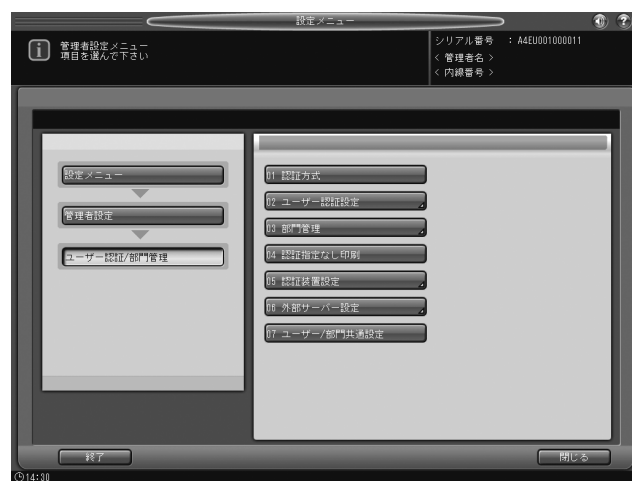 設定メニュー
管理者設定メニュー
項目を選んで下さい
シリアル番号 : A4EU001000011
< 管理者名 >
< 内線番号 >
設定メニュー
管理者設定
ユーザー認証/部門管理
01 認証方式
02 ユーザー認証設定
03 部門管理
04 認証指定なし印刷
05 認証装置設定
06 外部サーバー設定
07 ユーザー/部門共通設定
終了
閉じる
14:30